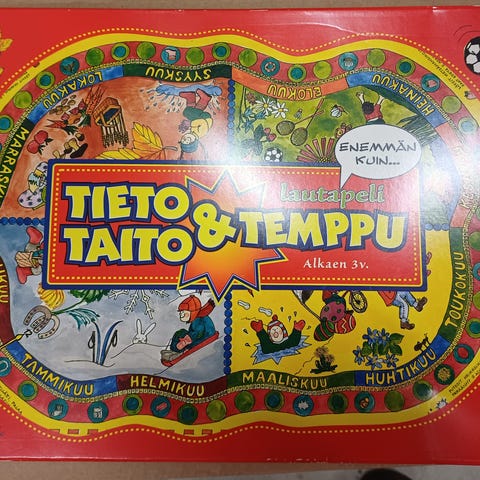 LOKAKUU
SYYSKUU
ELOKUU
HEINÄKUU
ENEMMÄN
KUIN...
lautapeli
TIETO
TAITO
&
TEMPPU
Alkaen 3v.
TOUKOKUU
TAMMIKUU
HELMIKUU
MAALISKUU
HUHTIKUU